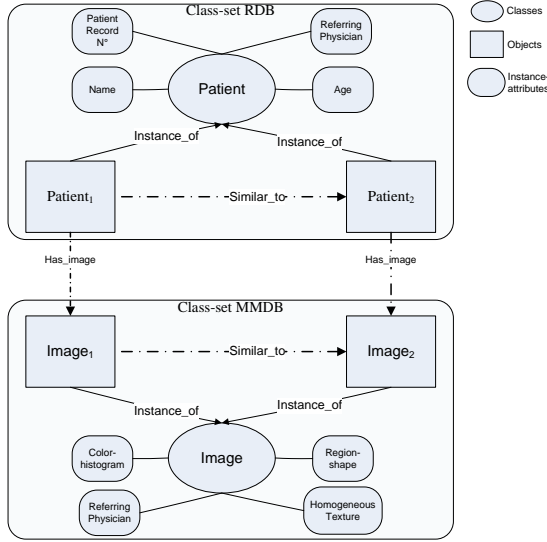 Class-set RDB
Patient
Record
N°
Referring
Physician
Name
Patient
Age
Instance_of
Instance_of
Patient₁
Similar_to
Patient₂
Has_image
Has_image
Class-set MMDB
Image₁
Similar_to
Image₂
Instance_of
Instance_of
Color-
histogram
Image
Region-
shape
Referring
Physician
Homogeneous
Texture
Classes
Objects
Instance-
attributes